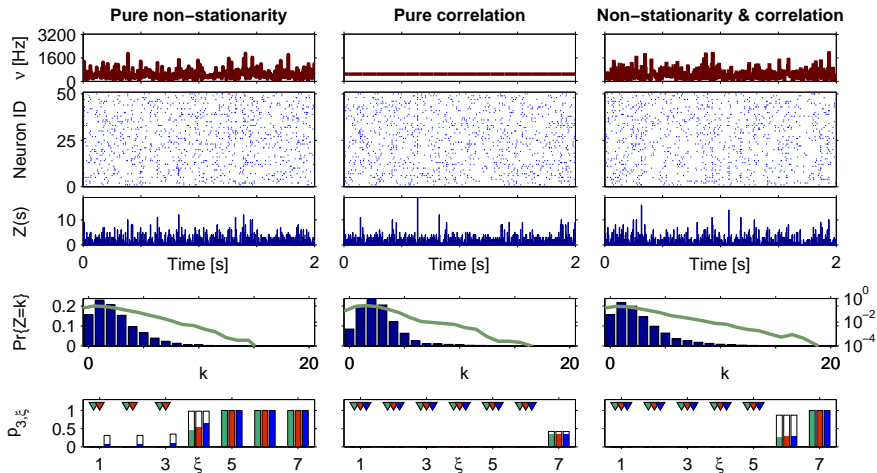 Pure non−stationarity
Pure correlation
Non−stationarity & correlation
3200
1600
0
ν [Hz]
50
25
1
Neuron ID
10
0
Z(s)
0 Time [s] 2
0 Time [s] 2
0 Time [s] 2
0.2
0.1
0
Pr{Z=k}
10^0
10^−2
10^−4
0 k 20
0 k 20
0 k 20
1
0.5
0
p_{3,ξ}
1 3 ξ 5 7
1 3 ξ 5 7
1 3 ξ 5 7